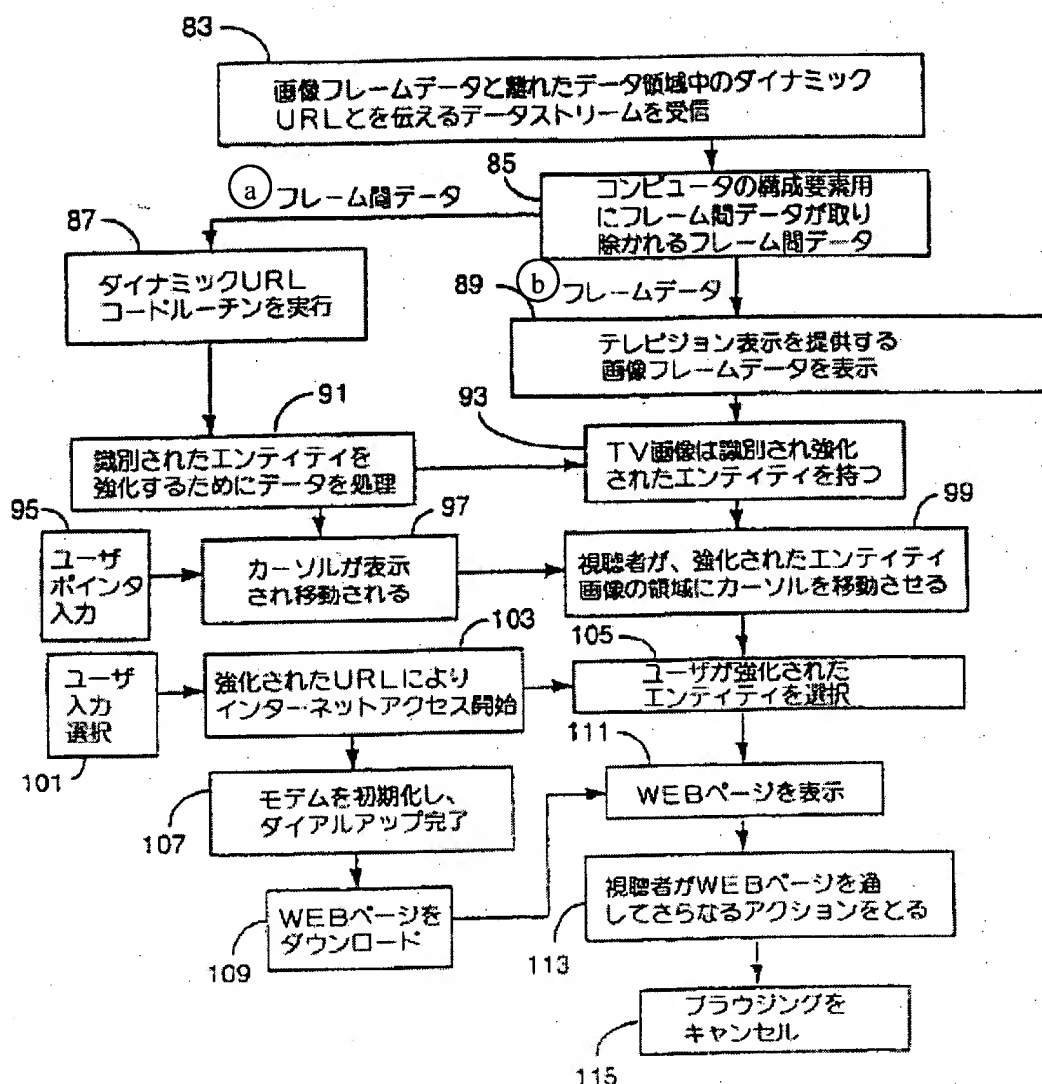 83
画像フレームデータと離れたデータ領域中のダイナミック
URLとを伝えるデータストリームを受信
a フレーム間データ
85
コンピュータの構成要素用
にフレーム間データが取り
除かれるフレーム間データ
87
ダイナミックURL
コードルーチンを実行
89
b フレームデータ
テレビジョン表示を提供する
画像フレームデータを表示
91
識別されたエンティティを
強化するためにデータを処理
93
TV画像は識別され強化
されたエンティティを持つ
95
ユーザ
ポインタ
入力
97
カーソルが表示
され移動される
99
視聴者が、強化されたエンティティ
画像の領域にカーソルを移動させる
ユーザ
入力
選択
101
103
強化されたURLにより
インター・ネットアクセス開始
105
ユーザが強化された
エンティティを選択
107
モデムを初期化し、
ダイアルアップ完了
111
WEBページを表示
109
WEBページを
ダウンロード
113
視聴者がWEBページを通
してさらなるアクションをとる
ブラウジングを
キャンセル
115